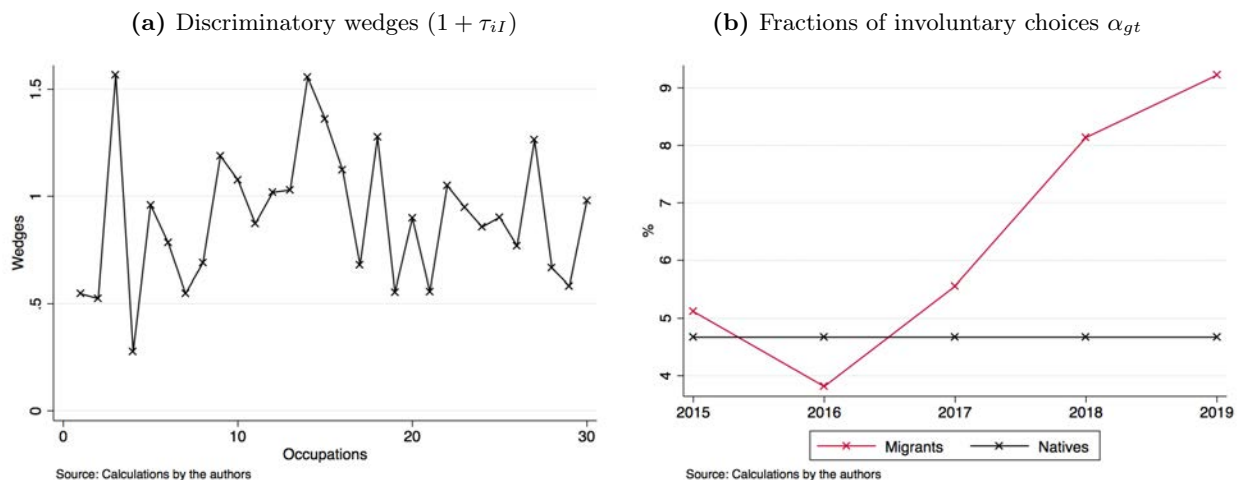 (a) Discriminatory wedges (1 + τiI)
1.5
1
.5
0
Wedges
0
10
20
30
Occupations
Source: Calculations by the authors
(b) Fractions of involuntary choices αgt
9
8
7
6
5
4
%
2015
2016
2017
2018
2019
Migrants
Natives
Source: Calculations by the authors